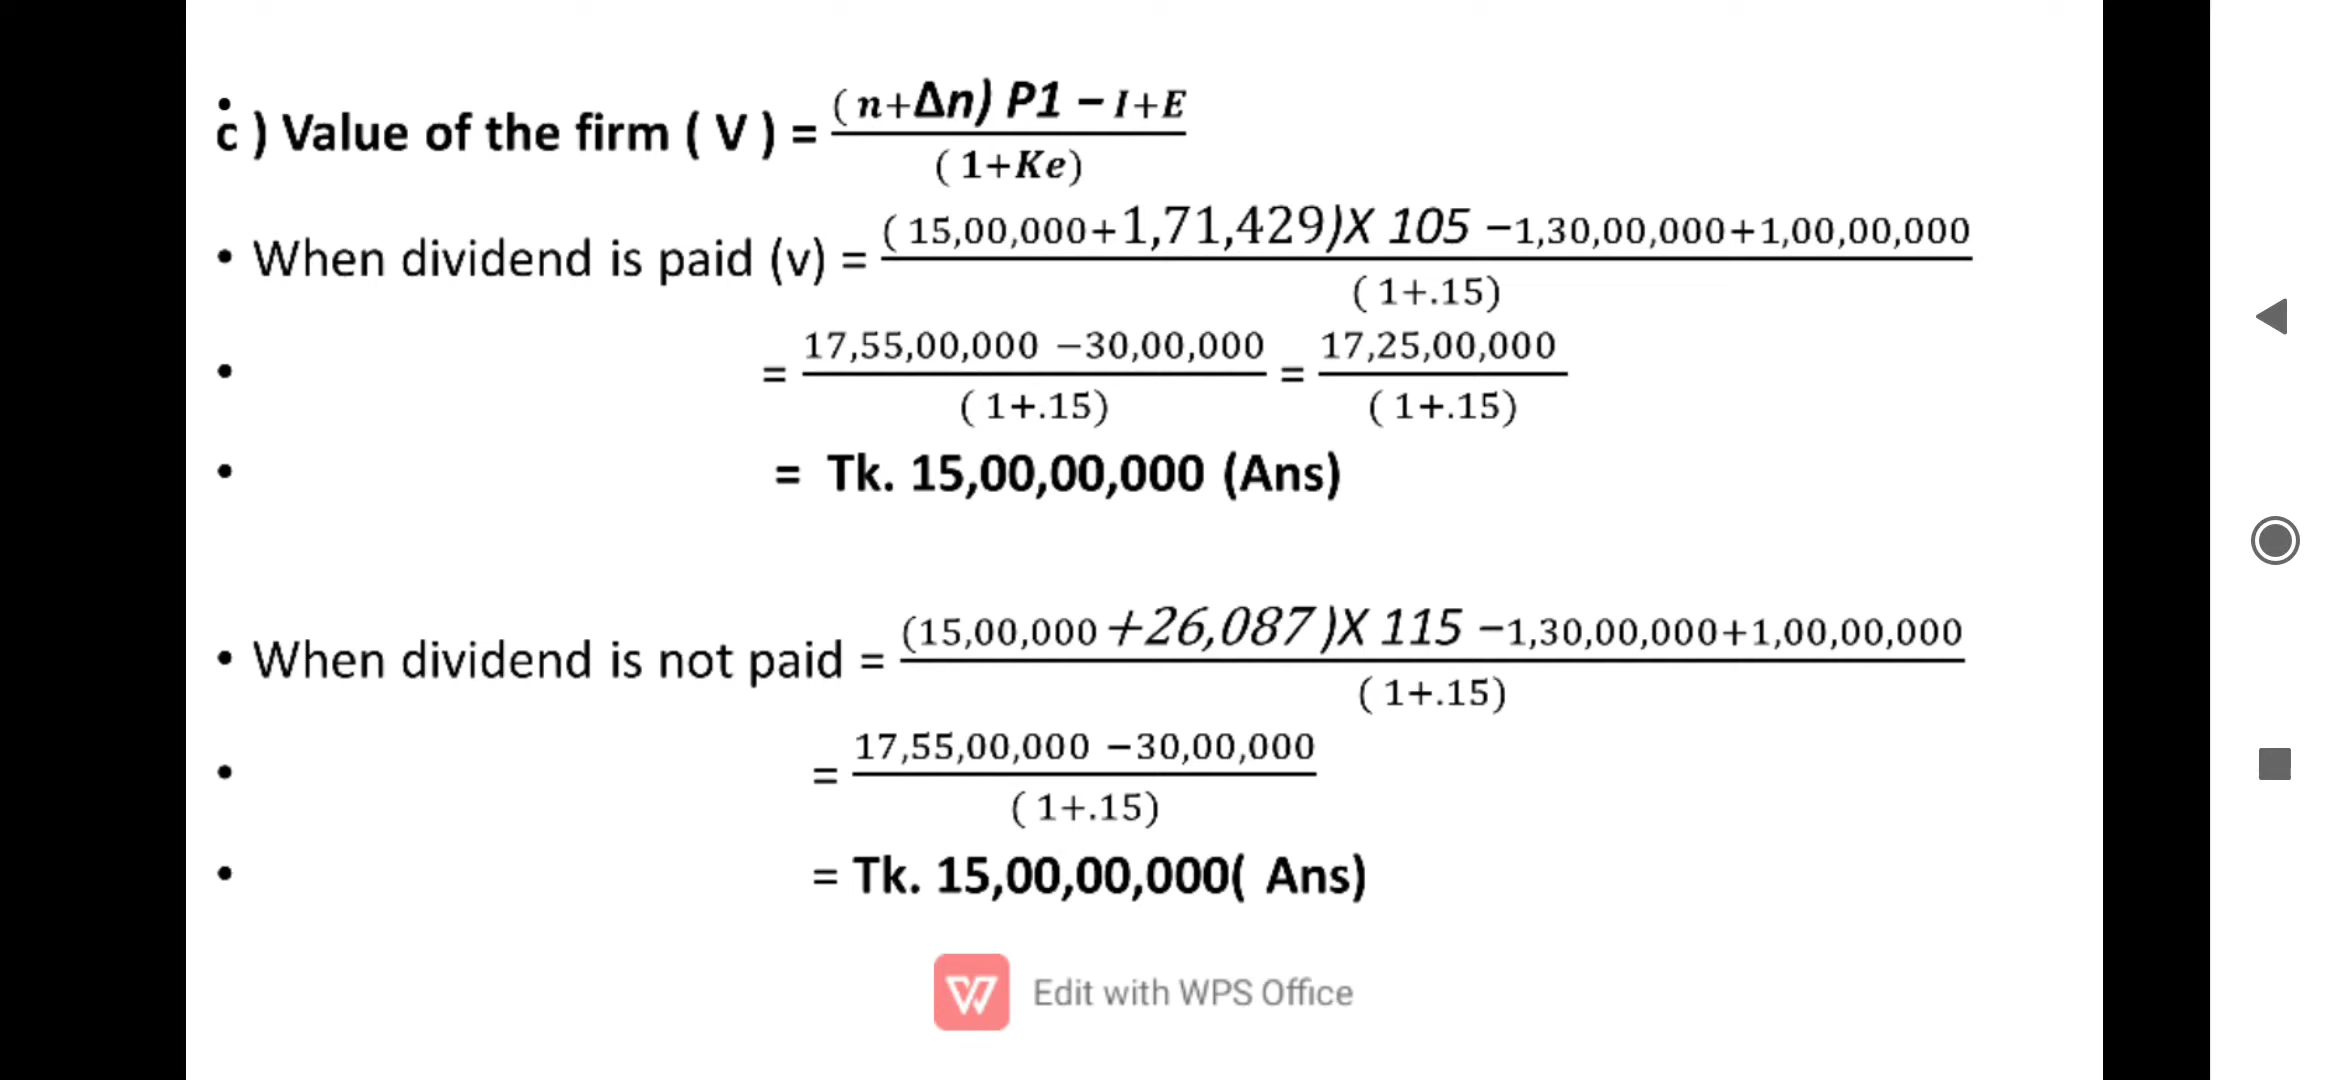 c ) Value of the firm ( V ) = ( n+Δn) P1 – I+E / ( 1+Ke)
• When dividend is paid (v) = ( 15,00,000+1,71,429)X 105 −1,30,00,000+1,00,00,000 / ( 1+.15)
• = 17,55,00,000 −30,00,000 / ( 1+.15) = 17,25,00,000 / ( 1+.15)
• = Tk. 15,00,00,000 (Ans)
• When dividend is not paid = (15,00,000 +26,087 )X 115 −1,30,00,000+1,00,00,000 / ( 1+.15)
• = 17,55,00,000 −30,00,000 / ( 1+.15)
• = Tk. 15,00,00,000( Ans)
W Edit with WPS Office